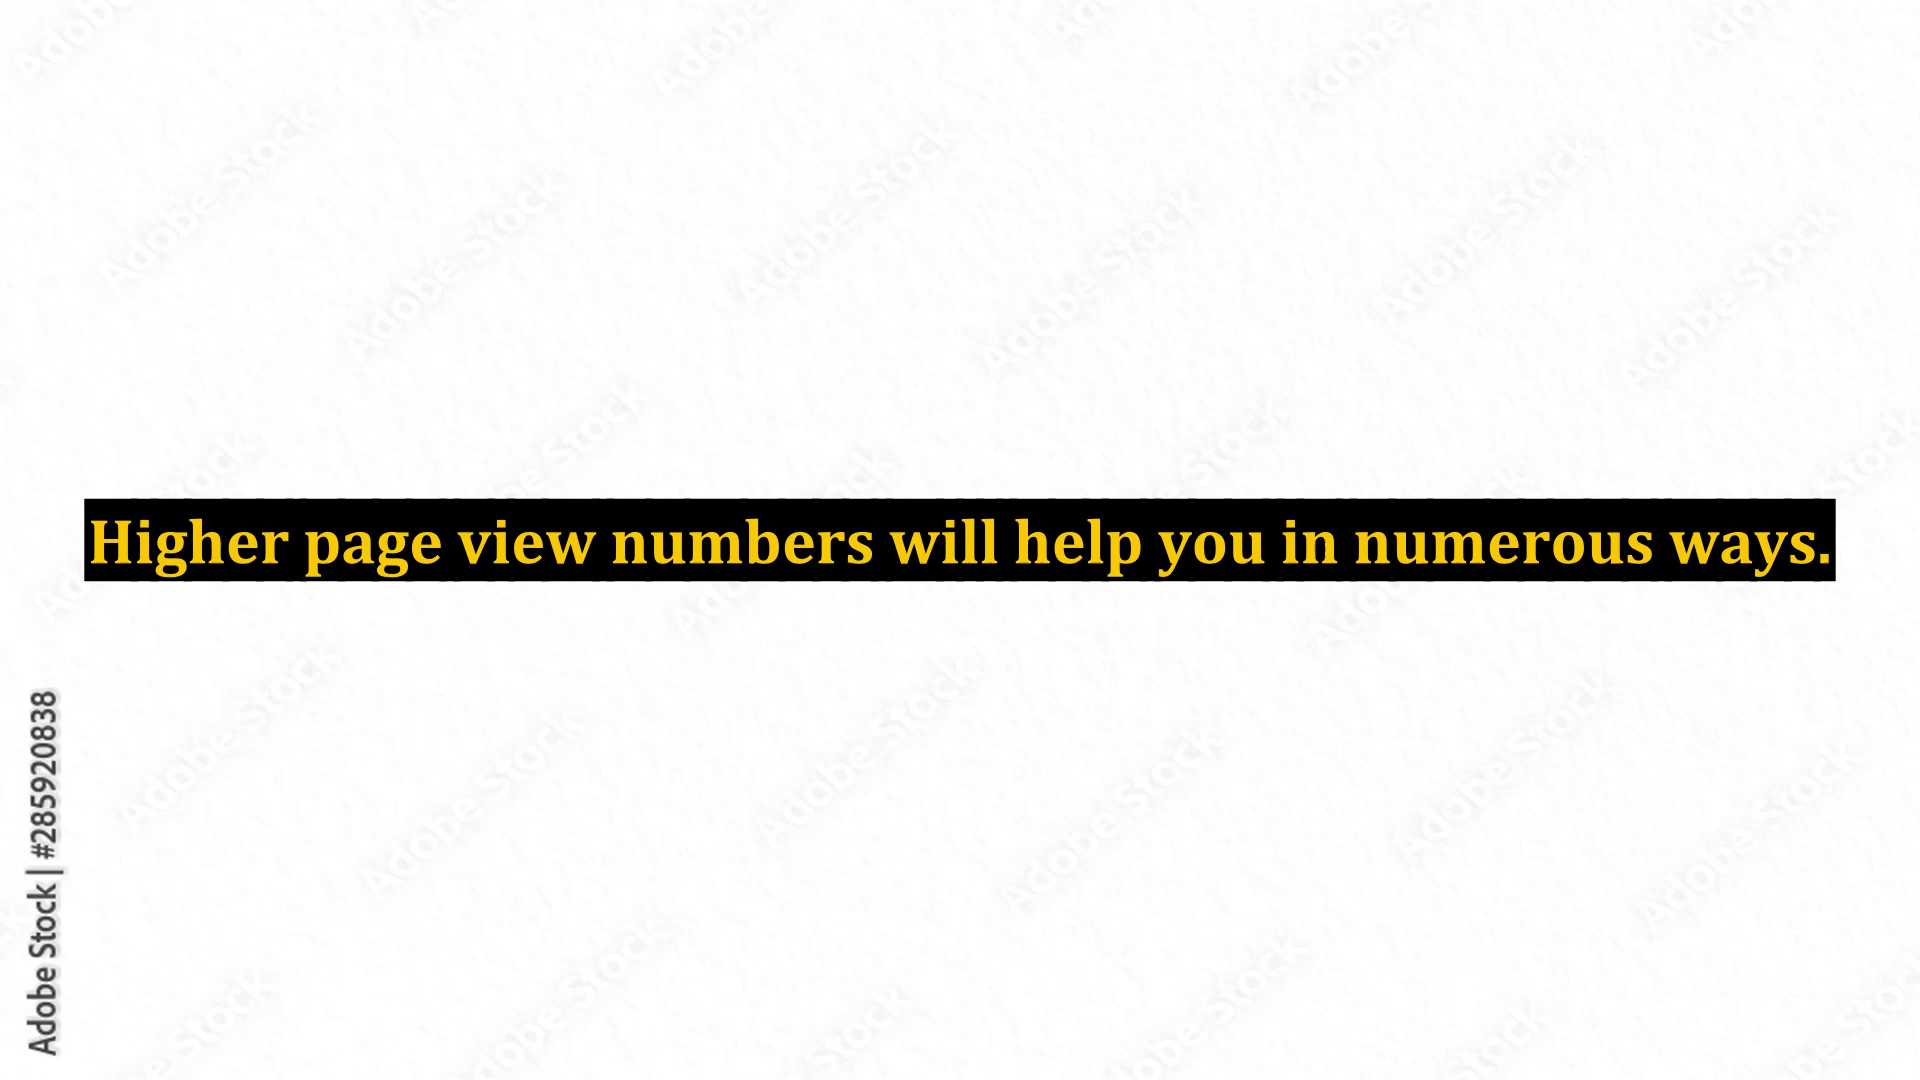 Higher page view numbers will help you in numerous ways.
Adobe Stock | #285920838